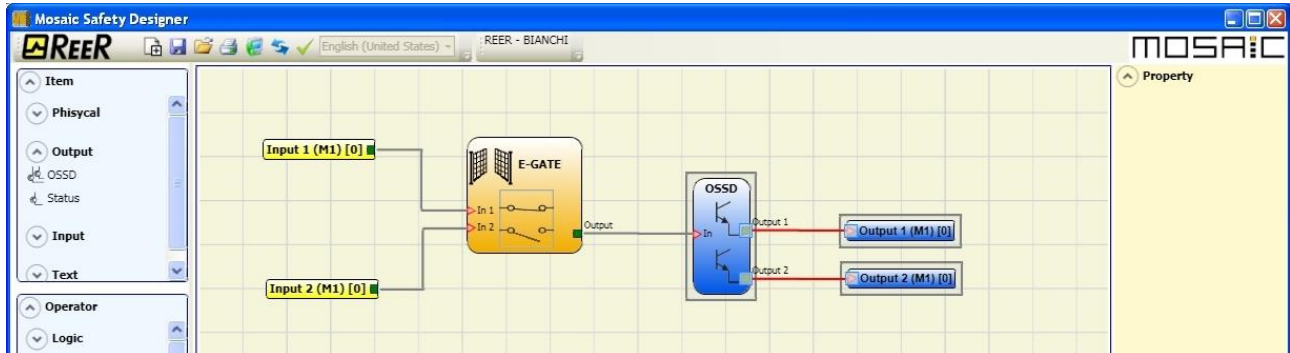 Mosaic Safety Designer
REER
English (United States)
REER - BIANCHI
MOSAIC
Item
Phisycal
Output
OSSD
Status
Input
Text
Operator
Logic
Input 1 (M1) [0]
Input 2 (M1) [0]
E-GATE
In 1
In 2
Output
OSSD
In
Output 1
Output 2
Output 1 (M1) [0]
Output 2 (M1) [0]
Property